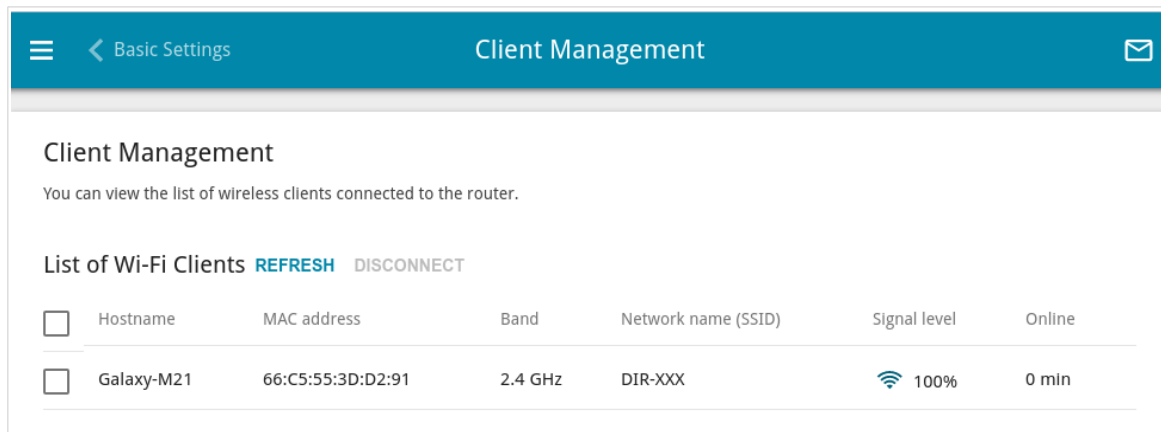 Basic Settings Client Management
Client Management
You can view the list of wireless clients connected to the router.
List of Wi-Fi Clients REFRESH DISCONNECT
Hostname MAC address Band Network name (SSID) Signal level Online
Galaxy-M21 66:C5:55:3D:D2:91 2.4 GHz DIR-XXX 100% 0 min